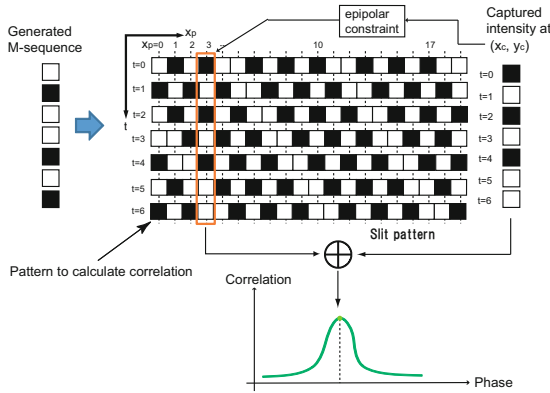 Generated
M-sequence
xp
xp=0 1 2 3 10 17
epipolar
constraint
Captured
intensity at
(xc, yc)
t
t=0
t=1
t=2
t=3
t=4
t=5
t=6
t=0
t=1
t=2
t=3
t=4
t=5
t=6
Slit pattern
Pattern to calculate correlation
Correlation
Phase